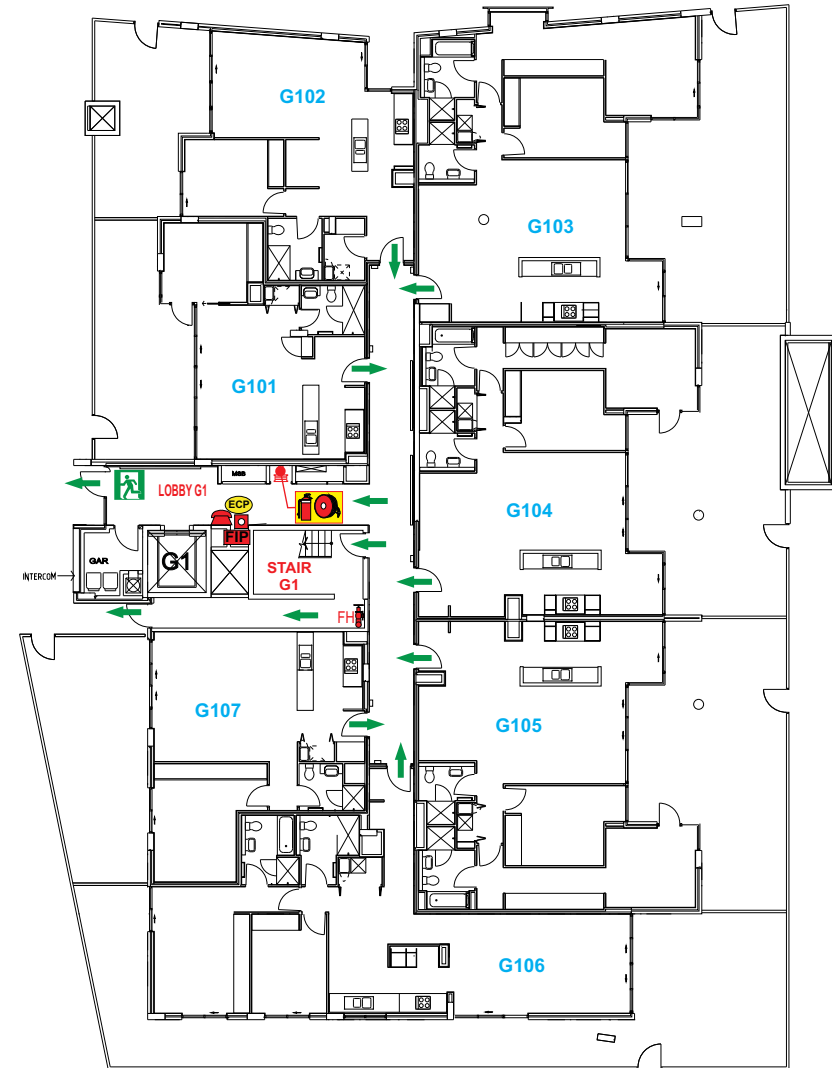 G102
G103
G101
MSB
LOBBY G1
ECP
G104
FIP
GAR.
G1
STAIR
G1
INTERCOM
FH
G107
G105
G106